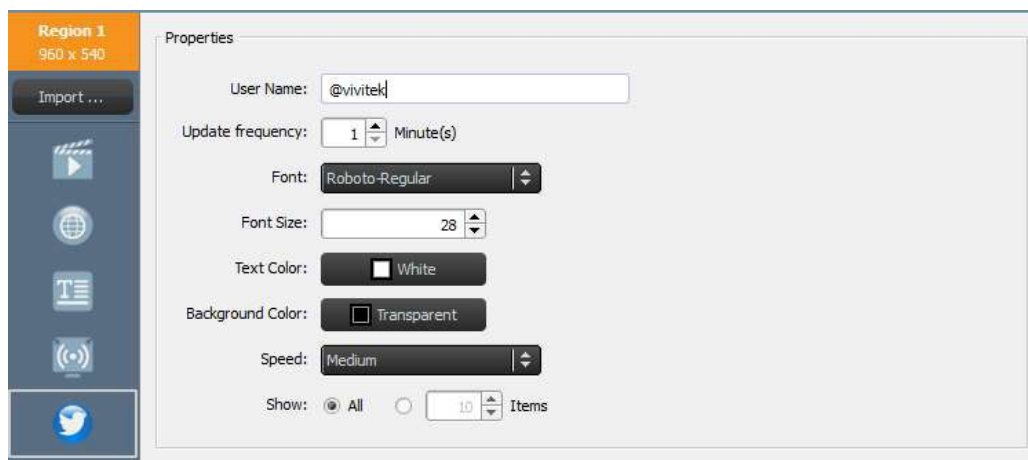 Region 1
960 x 540
Import ...
Properties
User Name: @vivitek
Update frequency: 1 Minute(s)
Font: Roboto-Regular
Font Size: 28
Text Color: White
Background Color: Transparent
Speed: Medium
Show: All 10 Items